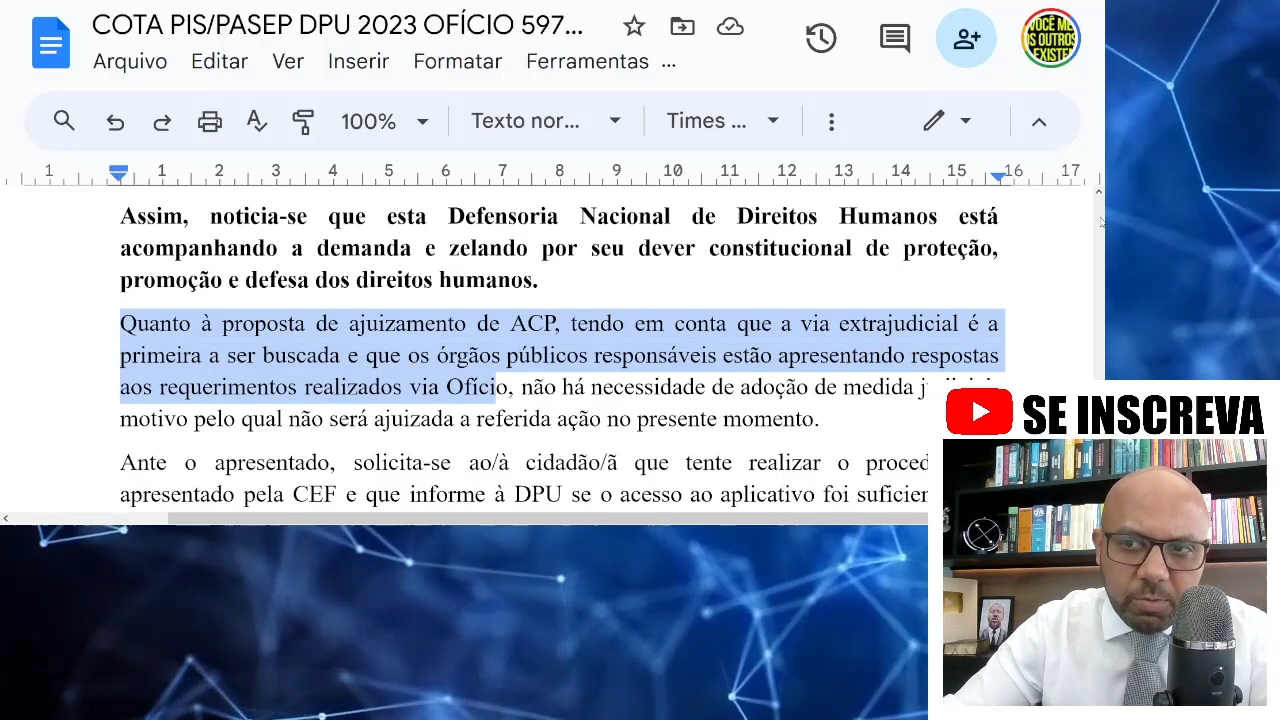 COTA PIS/PASEP DPU 2023 OFÍCIO 597...
Arquivo Editar Ver Inserir Formatar Ferramentas ...
100% Texto nor... Times ...
1 1 2 3 4 5 6 7 8 9 10 11 12 13 14 15 16 17
VOCÊ
OS OUTROS
EXISTE
Assim, noticia-se que esta Defensoria Nacional de Direitos Humanos está
acompanhando a demanda e zelando por seu dever constitucional de proteção,
promoção e defesa dos direitos humanos.
Quanto à proposta de ajuizamento de ACP, tendo em conta que a via extrajudicial é a
primeira a ser buscada e que os órgãos públicos responsáveis estão apresentando respostas
aos requerimentos realizados via Ofício, não há necessidade de adoção de medida
motivo pelo qual não será ajuizada a referida ação no presente momento.
Ante o apresentado, solicita-se ao/à cidadão/ã que tente realizar o proced
apresentado pela CEF e que informe à DPU se o acesso ao aplicativo foi suficien
SE INSCREVA